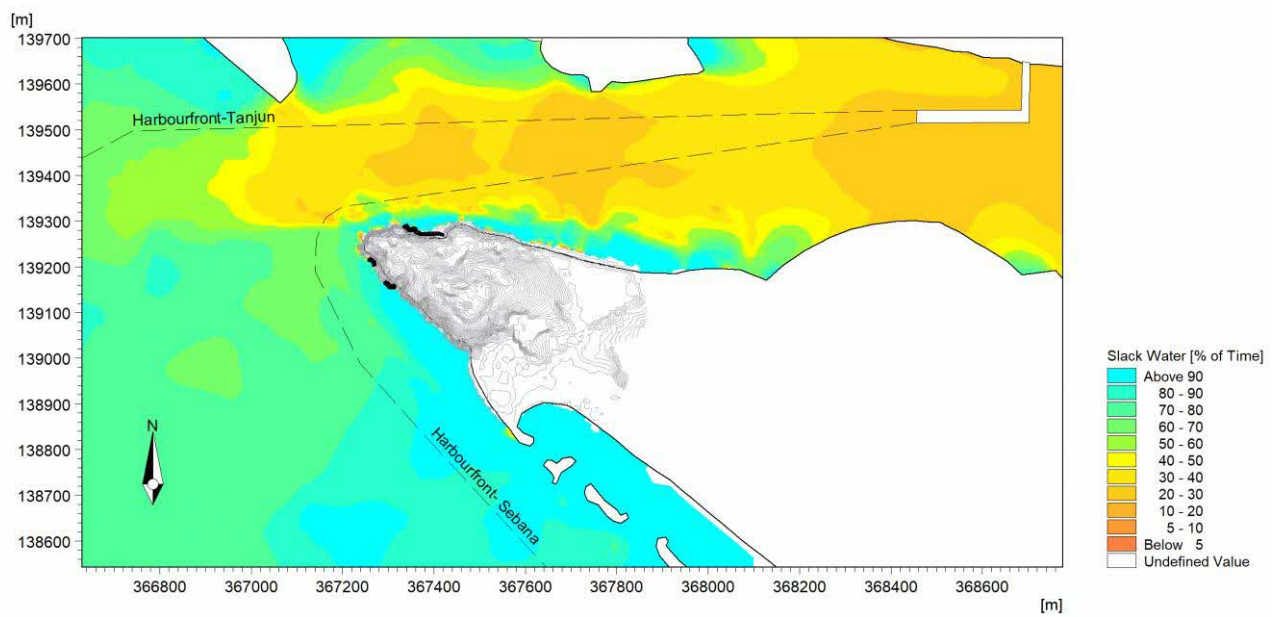 [m]
139700
139600
139500
139400
139300
139200
139100
139000
138900
138800
138700
138600
Harbourfront-Tanjun
Harbourfront- Sebana
N
366800 367000 367200 367400 367600 367800 368000 368200 368400 368600
[m]
Slack Water [% of Time]
Above 90
80 - 90
70 - 80
60 - 70
50 - 60
40 - 50
30 - 40
20 - 30
10 - 20
5 - 10
Below 5
Undefined Value